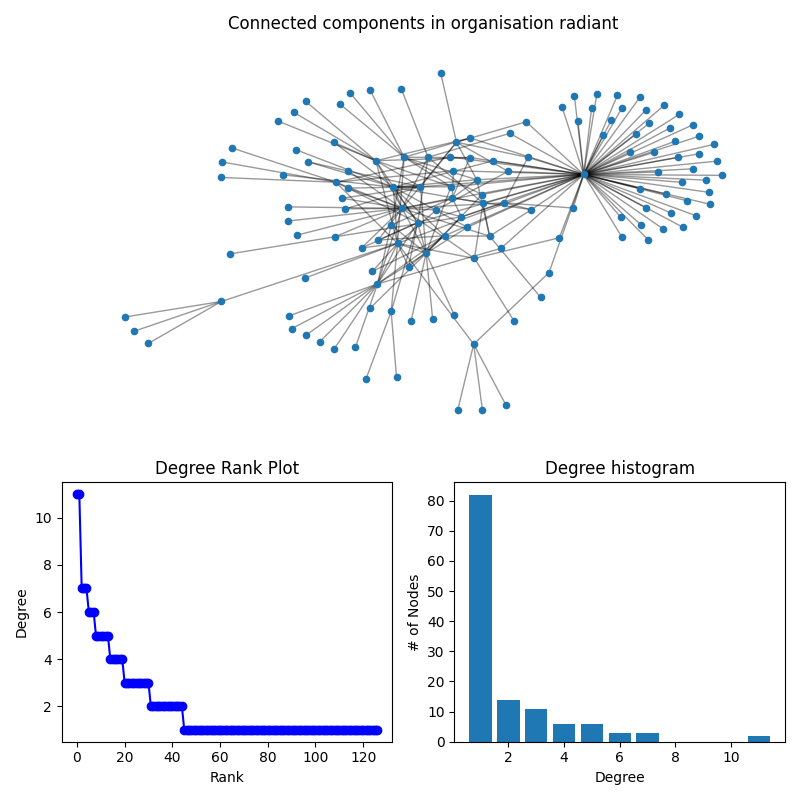 Connected components in organisation radiant
Degree Rank Plot
Degree
10
8
6
4
2
0 20 40 60 80 100 120
Rank
Degree histogram
# of Nodes
80
70
60
50
40
30
20
10
0
2 4 6 8 10
Degree